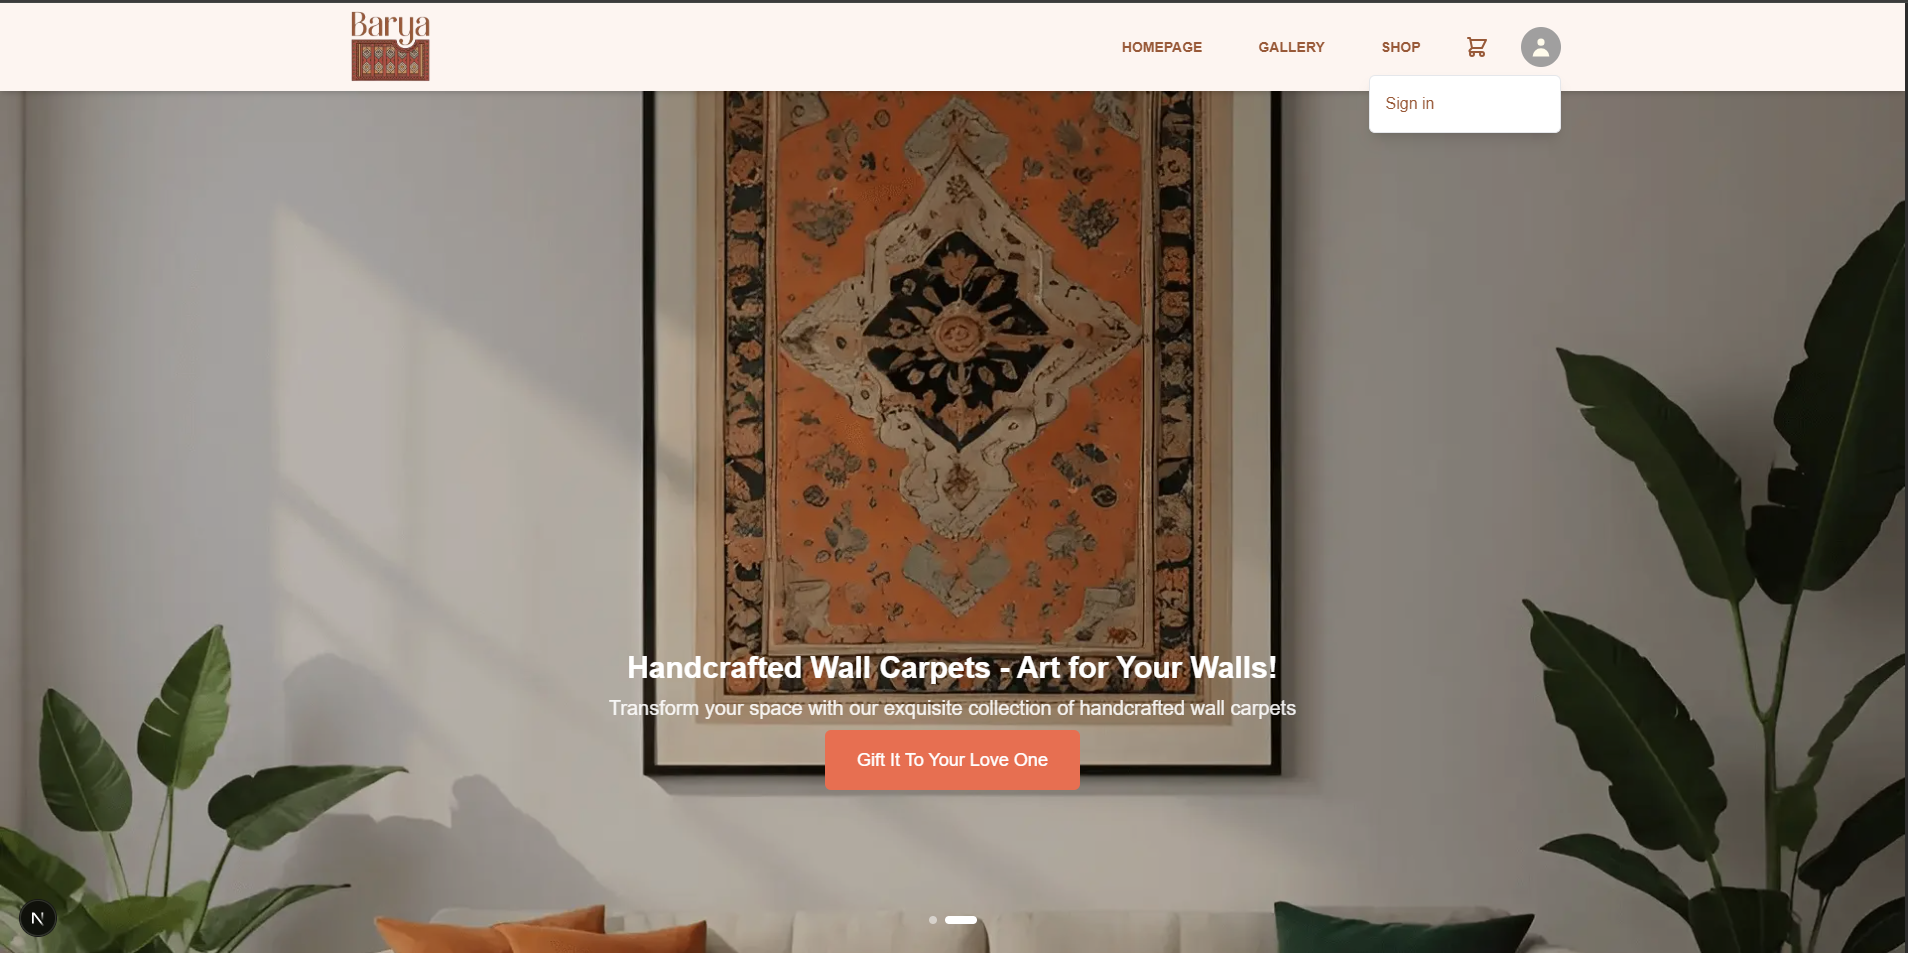 Barya
HOMEPAGE
GALLERY
SHOP
Sign in
Handcrafted Wall Carpets - Art for Your Walls!
Transform your space with our exquisite collection of handcrafted wall carpets
Gift It To Your Love One
N